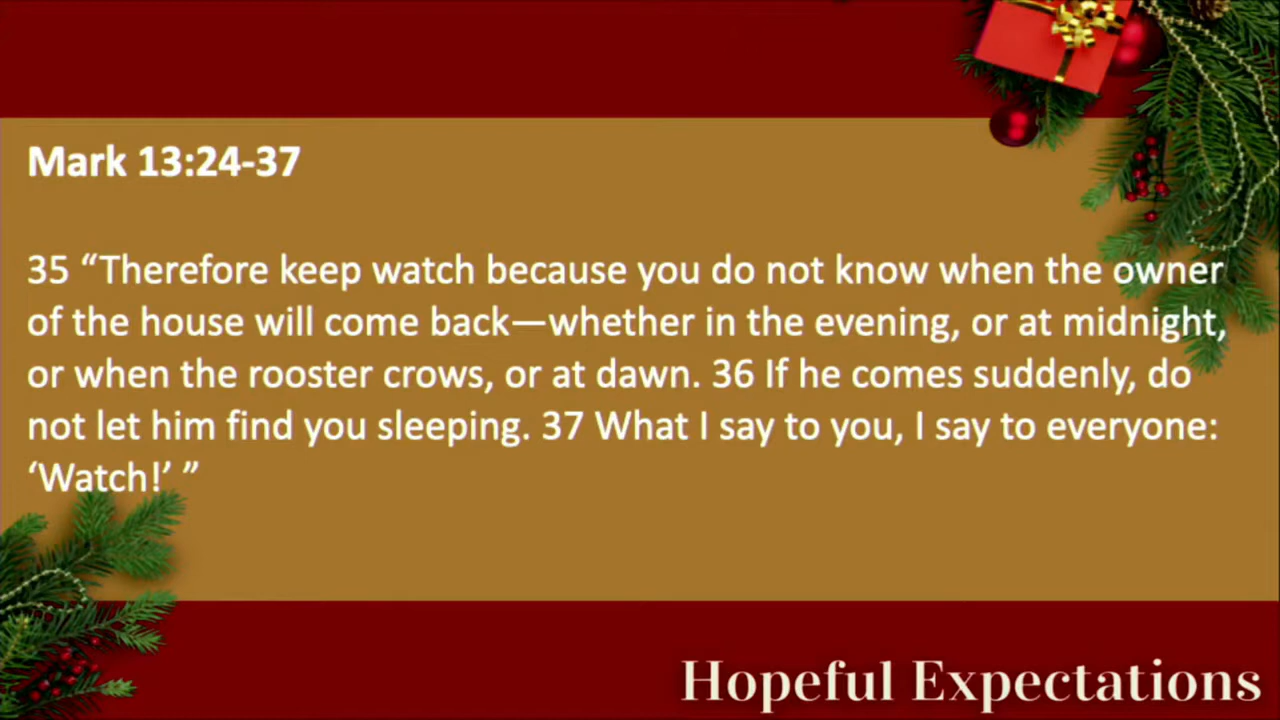 Mark 13:24-37
35 “Therefore keep watch because you do not know when the owner
of the house will come back—whether in the evening, or at midnight,
or when the rooster crows, or at dawn. 36 If he comes suddenly, do
not let him find you sleeping. 37 What I say to you, I say to everyone:
‘Watch!’ ”
Hopeful Expectations